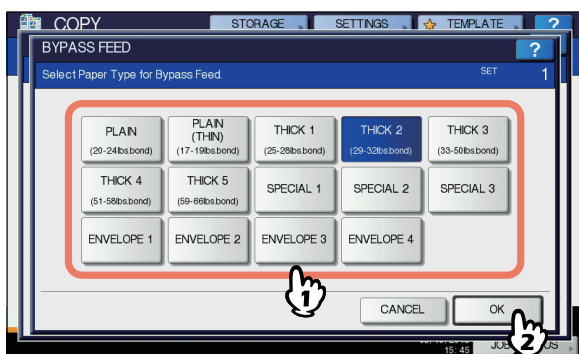 COPY STORAGE SETTINGS TEMPLATE ?
BYPASS FEED ?
Select Paper Type for Bypass Feed. SET 1
PLAIN
(20-24lbs.bond)
PLAIN
(THIN)
(17-19lbs.bond)
THICK 1
(25-28lbs.bond)
THICK 2
(29-32lbs.bond)
THICK 3
(33-50lbs.bond)
THICK 4
(51-58lbs.bond)
THICK 5
(59-66lbs.bond)
SPECIAL 1
SPECIAL 2
SPECIAL 3
ENVELOPE 1
ENVELOPE 2
ENVELOPE 3
ENVELOPE 4
1
CANCEL
OK
2
15:45